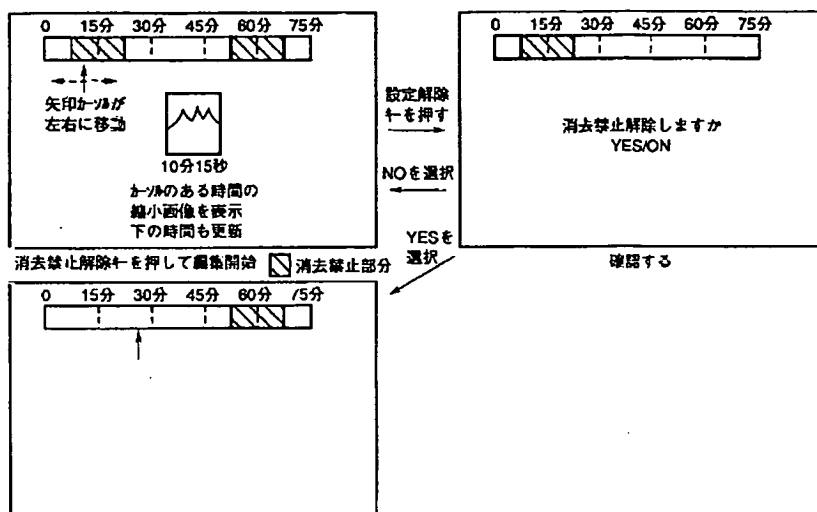 0 15分 30分 45分 60分 75分
矢印カーソルが
左右に移動
10分15秒
カーソルのある時間の
縮小画像を表示
下の時間も更新
設定解除
キーを押す
NOを選択
0 15分 30分 45分 60分 75分
消去禁止解除しますか
YES/ON
消去禁止解除キーを押して編集開始
消去禁止部分
YESを
選択
確認する
0 15分 30分 45分 60分 75分